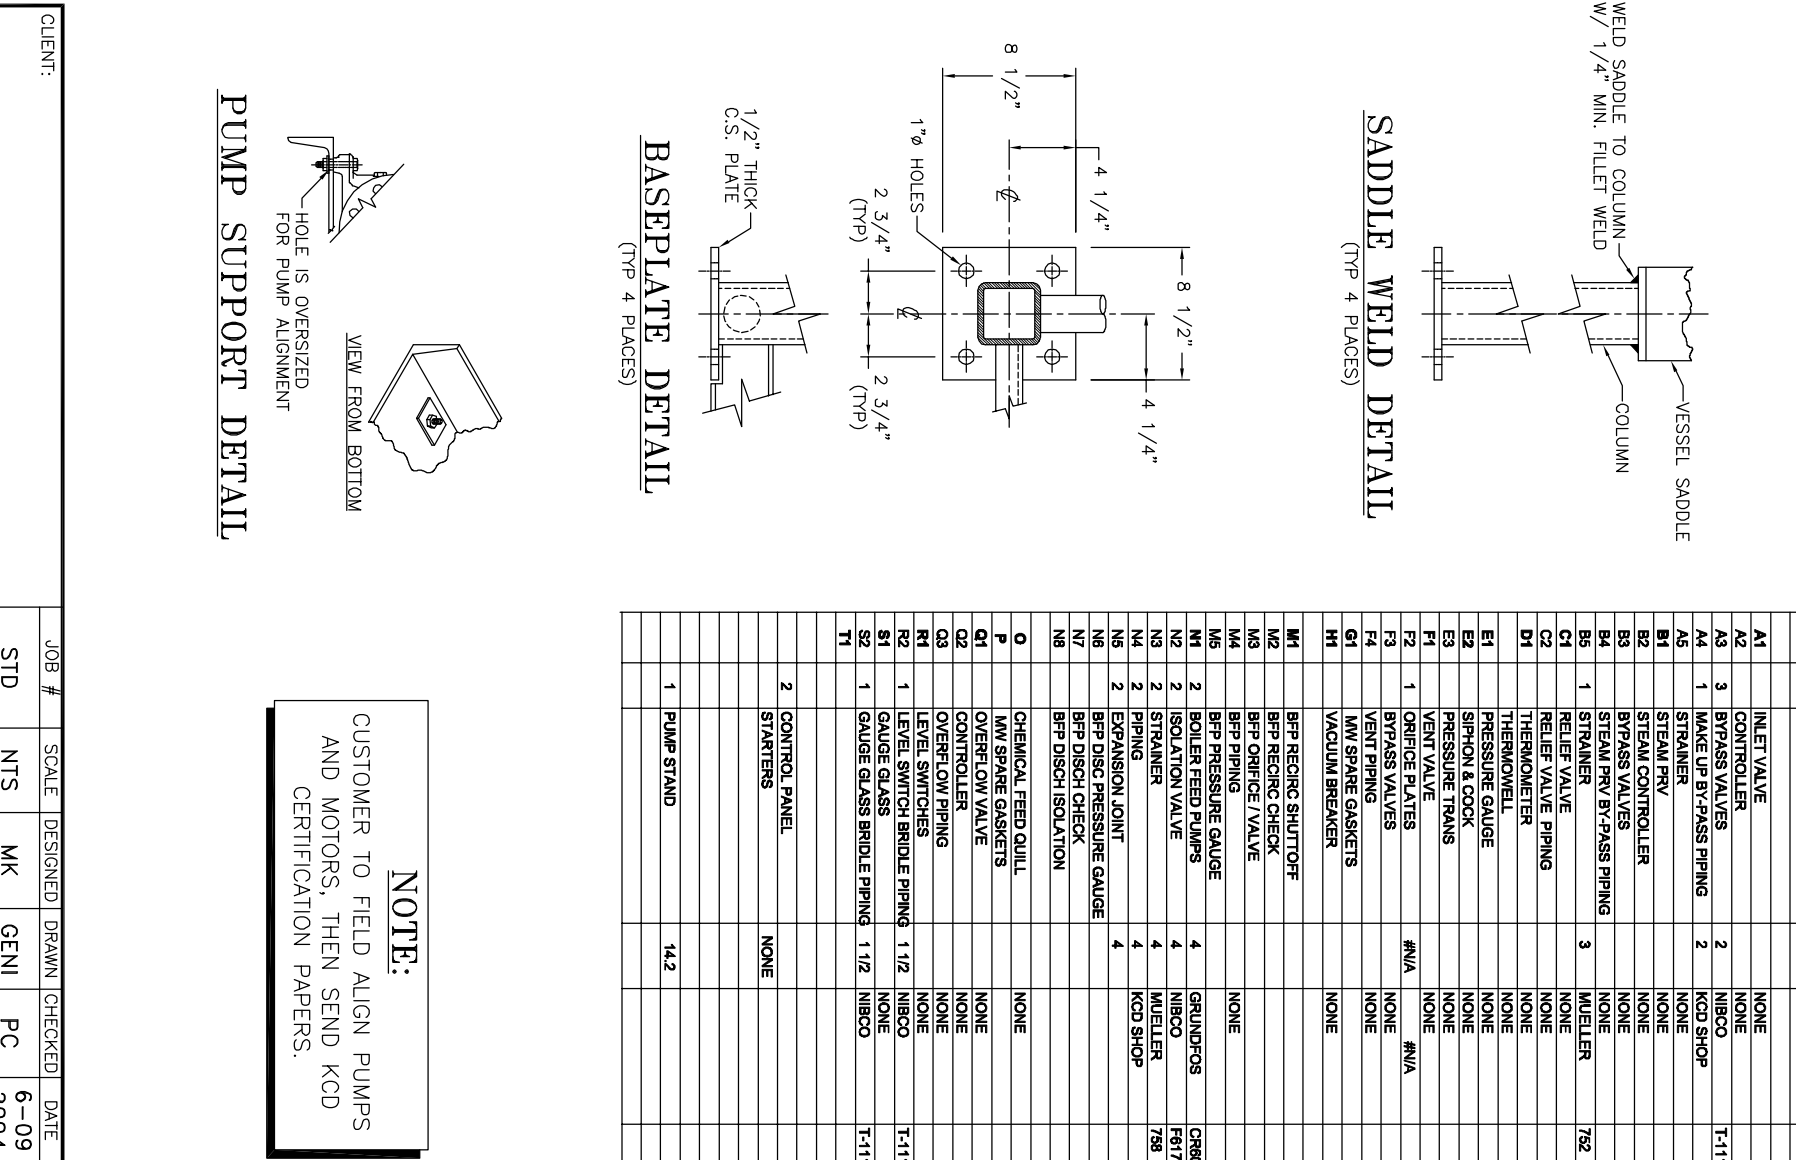 WELD SADDLE TO COLUMN
W/ 1/4" MIN. FILLET WELD
VESSEL SADDLE
COLUMN
SADDLE WELD DETAIL
(TYP 4 PLACES)
8 1/2"
4 1/4"
4 1/4"
8 1/2"
1"ø HOLES
2 3/4"
(TYP)
2 3/4"
(TYP)
1/2" THICK
C.S. PLATE
BASEPLATE DETAIL
(TYP 4 PLACES)
VIEW FROM BOTTOM
HOLE IS OVERSIZED
FOR PUMP ALIGNMENT
PUMP SUPPORT DETAIL
A1 INLET VALVE NONE
A2 CONTROLLER NONE
A3 3 BYPASS VALVES 2 NIBCO T-11
A4 1 MAKE UP BY-PASS PIPING 2 KCD SHOP
A5 STRAINER NONE
B1 STEAM PRV NONE
B2 STEAM CONTROLLER NONE
B3 BYPASS VALVES NONE
B4 STEAM PRV BY-PASS PIPING NONE
B5 1 STRAINER 3 MUELLER 752
C1 RELIEF VALVE NONE
C2 RELIEF VALVE PIPING NONE
D1 THERMOMETER NONE
THERMOWELL NONE
E1 PRESSURE GAUGE NONE
E2 SIPHON & COCK NONE
E3 PRESSURE TRANS NONE
F1 VENT VALVE NONE
F2 1 ORIFICE PLATES #N/A #N/A
F3 BYPASS VALVES NONE
F4 VENT PIPING NONE
G1 MW SPARE GASKETS
H1 VACUUM BREAKER NONE
M1 BFP RECIRC SHUTTOFF
M2 BFP RECIRC CHECK
M3 BFP ORIFICE / VALVE
M4 BFP PIPING NONE
M5 BFP PRESSURE GAUGE
N1 2 BOILER FEED PUMPS 4 GRUNDFOS CR60
N2 2 ISOLATION VALVE 4 NIBCO F617
N3 2 STRAINER 4 MUELLER 758
N4 2 PIPING 4 KCD SHOP
N5 2 EXPANSION JOINT 4
N6 BFP DISC PRESSURE GAUGE
N7 BFP DISCH CHECK
N8 BFP DISCH ISOLATION
O CHEMICAL FEED QUILL NONE
P MW SPARE GASKETS
Q1 OVERFLOW VALVE NONE
Q2 CONTROLLER NONE
Q3 OVERFLOW PIPING NONE
R1 LEVEL SWITCHES NONE
R2 1 LEVEL SWITCH BRIDLE PIPING 1 1/2 NIBCO T-11
S1 GAUGE GLASS NONE
S2 1 GAUGE GLASS BRIDLE PIPING 1 1/2 NIBCO T-11
T1
2 CONTROL PANEL
STARTERS NONE
1 PUMP STAND 14.2
NOTE:
CUSTOMER TO FIELD ALIGN PUMPS
AND MOTORS, THEN SEND KCD
CERTIFICATION PAPERS.
CLIENT:
JOB # SCALE DESIGNED DRAWN CHECKED DATE
STD NTS MK GENI PC 6-09